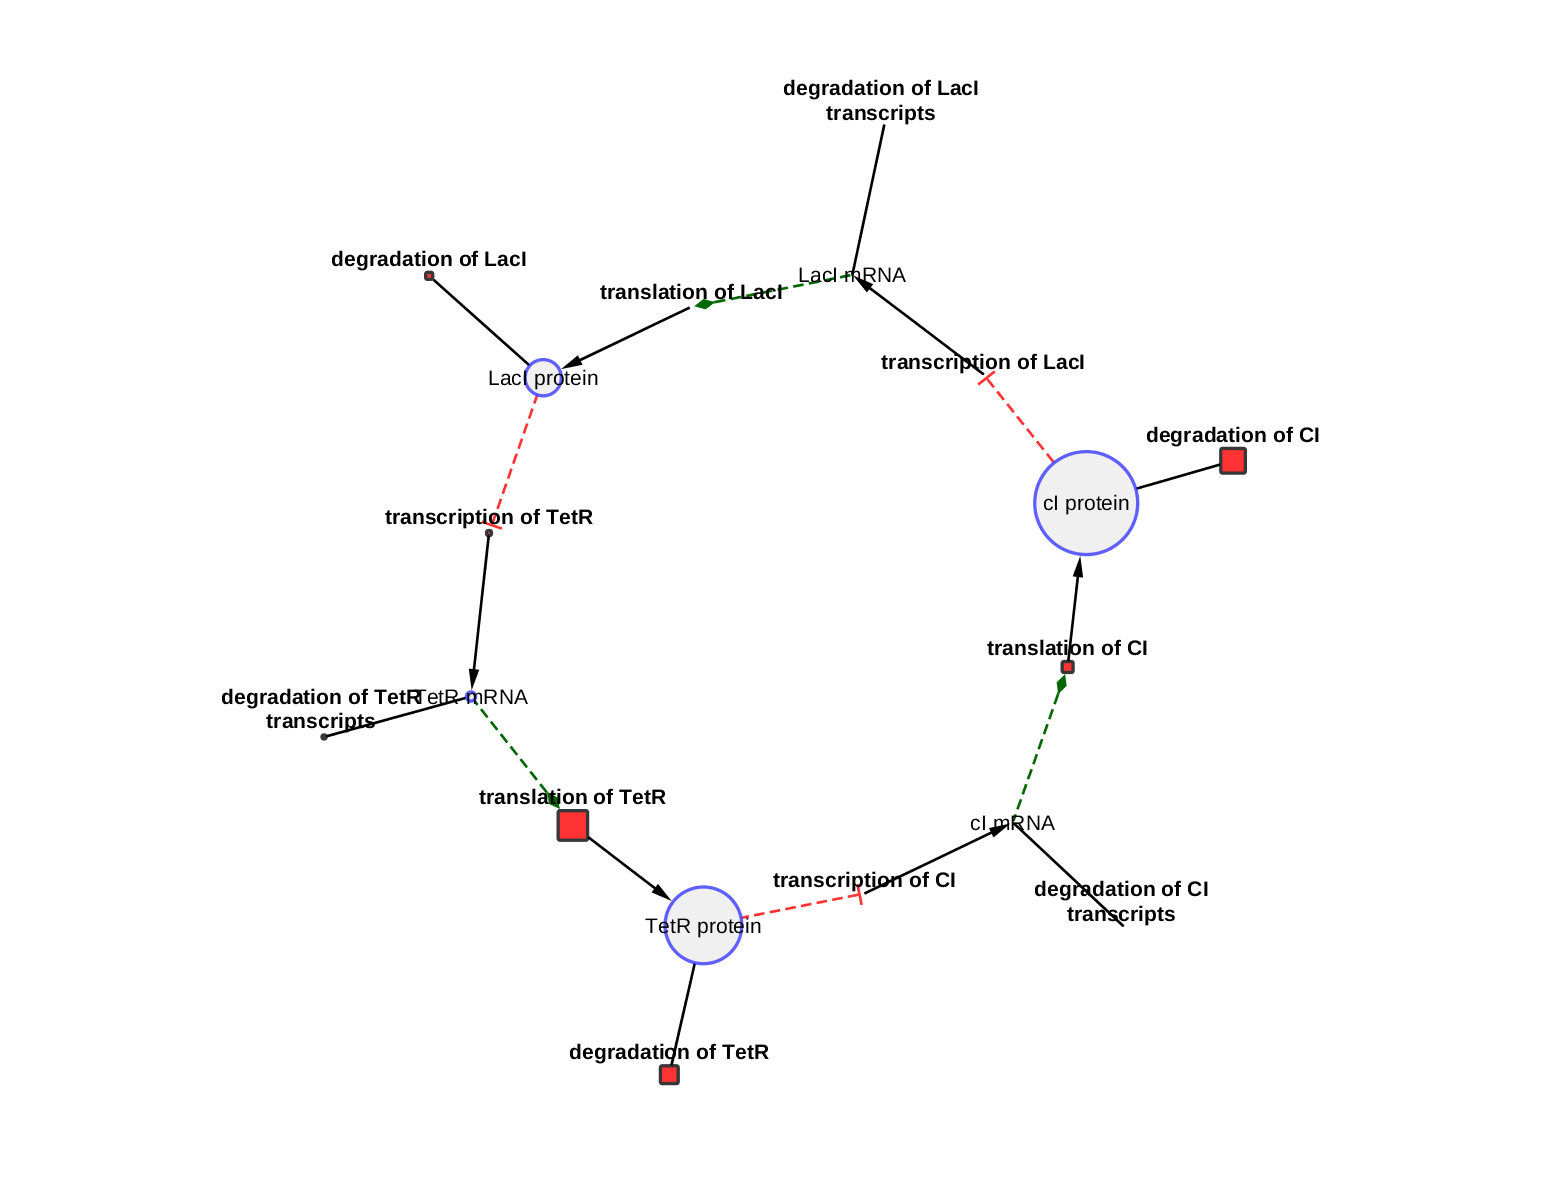 degradation of LacI
transcripts
degradation of LacI
LacI mRNA
translation of LacI
transcription of LacI
LacI protein
degradation of CI
cI protein
transcription of TetR
translation of CI
degradation of TetR
transcripts
TetR mRNA
translation of TetR
cI mRNA
transcription of CI
degradation of CI
transcripts
TetR protein
degradation of TetR